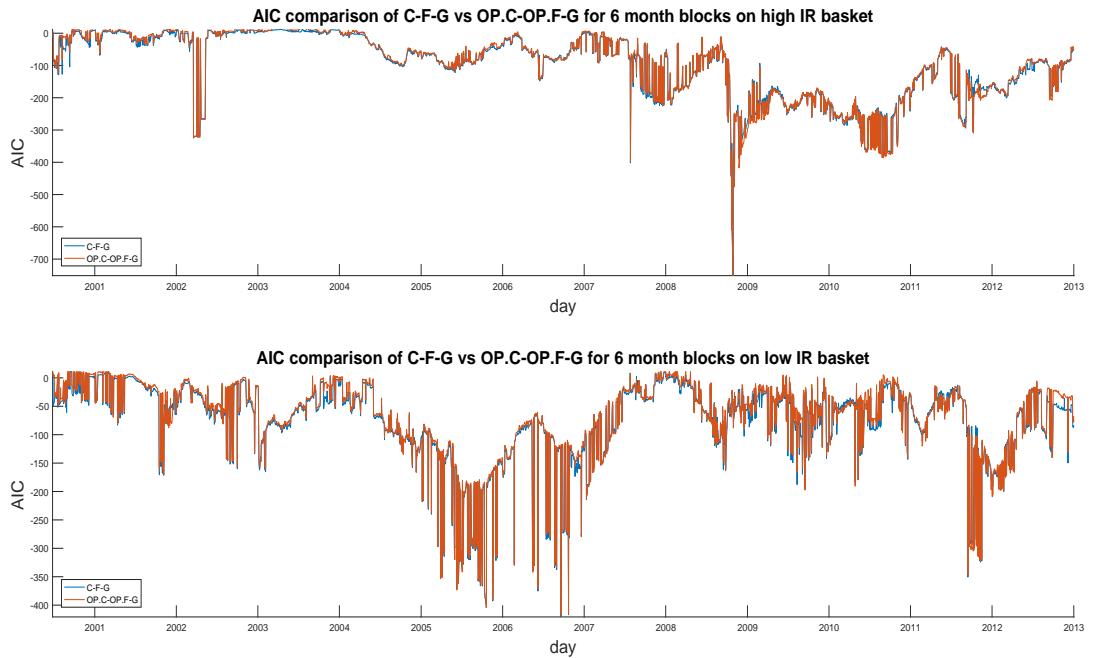 AIC comparison of C-F-G vs OP.C-OP.F-G for 6 month blocks on high IR basket
0
-100
-200
-300
-400
-500
-600
-700
AIC
C-F-G
OP.C-OP.F-G
2001 2002 2003 2004 2005 2006 2007 2008 2009 2010 2011 2012 2013
day
AIC comparison of C-F-G vs OP.C-OP.F-G for 6 month blocks on low IR basket
0
-50
-100
-150
-200
-250
-300
-350
-400
AIC
C-F-G
OP.C-OP.F-G
2001 2002 2003 2004 2005 2006 2007 2008 2009 2010 2011 2012 2013
day